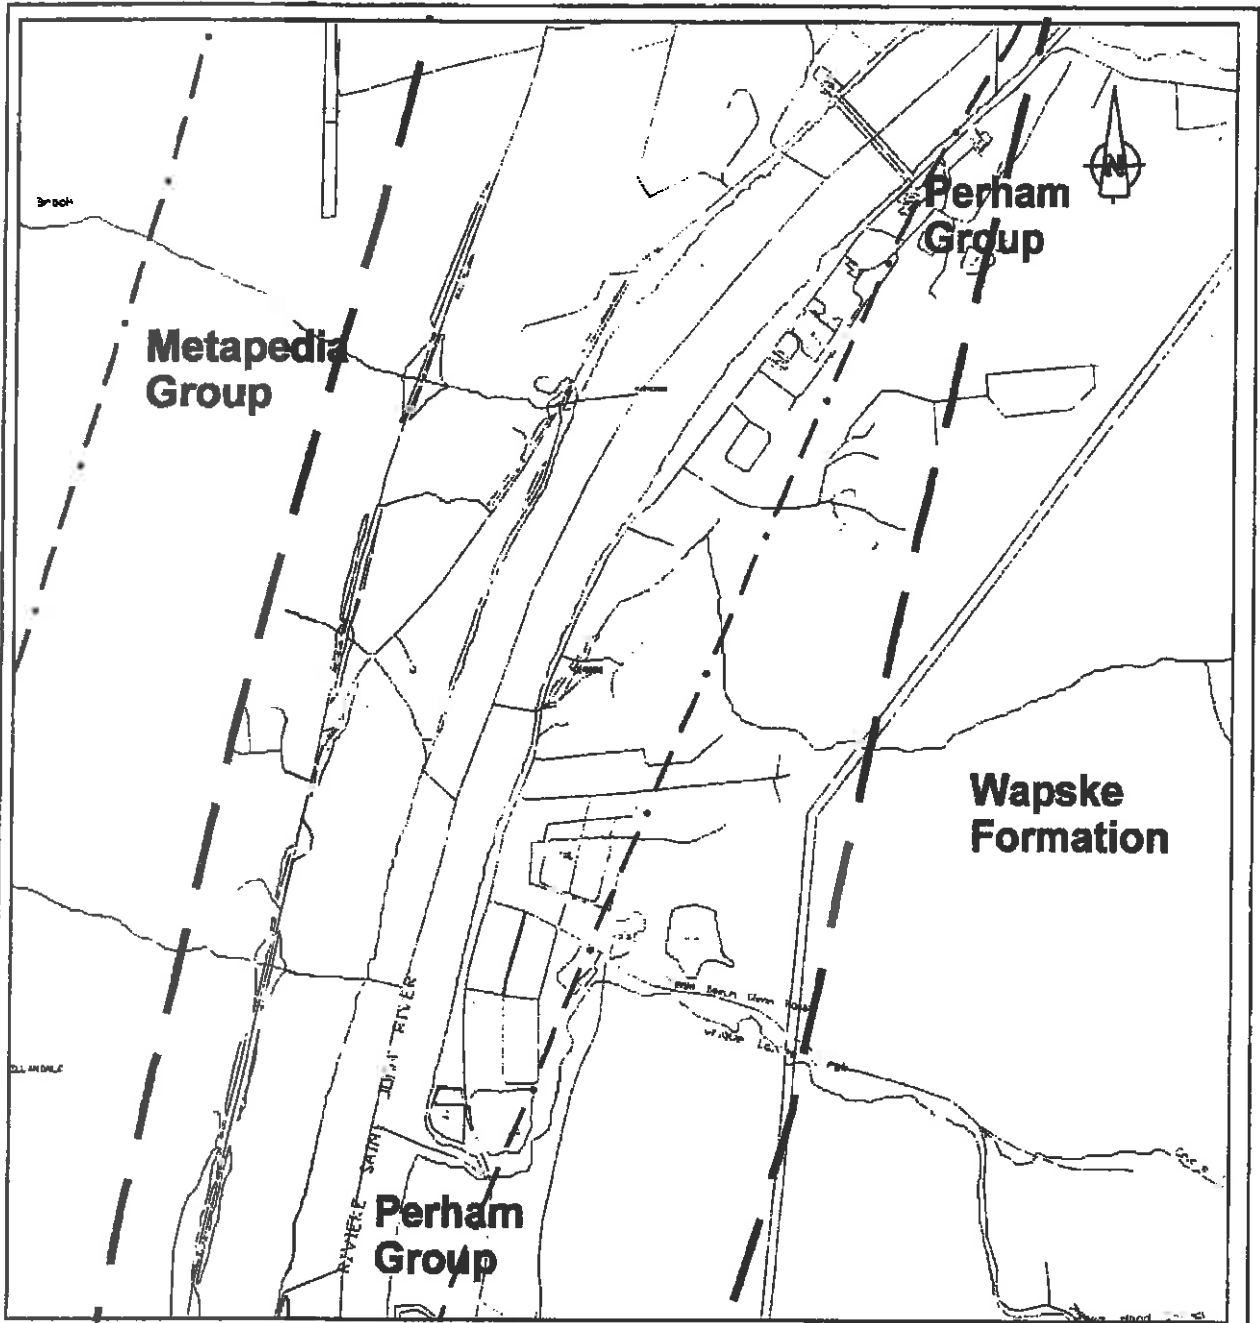 Brook
N
Perham
Group
Metapedia
Group
Wapske
Formation
RIVIERE SAINT JOHN RIVER
Perham
Group